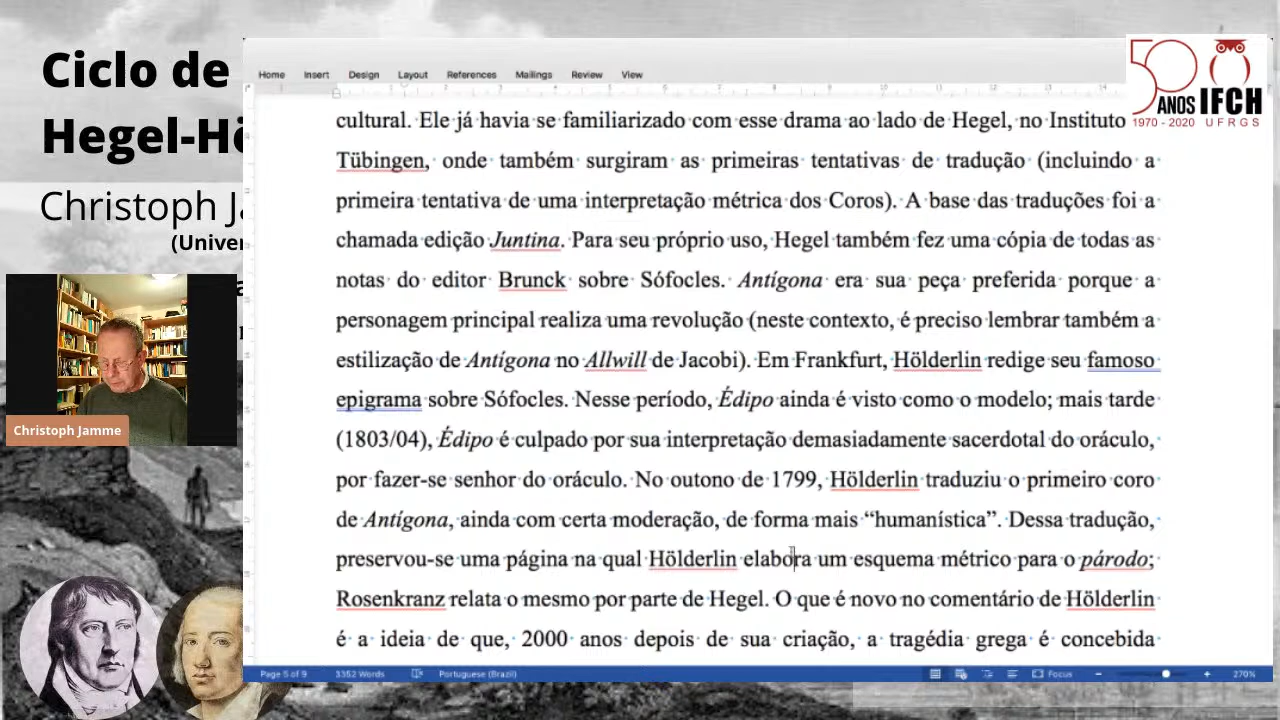 Ciclo de
Hegel-Hö
Christoph Ja
(Univer
Christoph Jamme
Home Insert Design Layout References Mailings Review View
cultural. Ele já havia se familiarizado com esse drama ao lado de Hegel, no Instituto
Tübingen, onde também surgiram as primeiras tentativas de tradução (incluindo a
primeira tentativa de uma interpretação métrica dos Coros). A base das traduções foi a
chamada edição Juntina. Para seu próprio uso, Hegel também fez uma cópia de todas as
notas do editor Brunck sobre Sófocles. Antígona era sua peça preferida porque a
personagem principal realiza uma revolução (neste contexto, é preciso lembrar também a
estilização de Antígona no Allwill de Jacobi). Em Frankfurt, Hölderlin redige seu famoso
epigrama sobre Sófocles. Nesse período, Édipo ainda é visto como o modelo; mais tarde
(1803/04), Édipo é culpado por sua interpretação demasiadamente sacerdotal do oráculo,
por fazer-se senhor do oráculo. No outono de 1799, Hölderlin traduziu o primeiro coro
de Antígona, ainda com certa moderação, de forma mais “humanística”. Dessa tradução,
preservou-se uma página na qual Hölderlin elabora um esquema métrico para o párodo;
Rosenkranz relata o mesmo por parte de Hegel. O que é novo no comentário de Hölderlin
é a ideia de que, 2000 anos depois de sua criação, a tragédia grega é concebida
Page 5 of 9 3352 Words Portuguese (Brazil) Focus 270%
50 ANOS IFCH
1970 - 2020 UFRGS